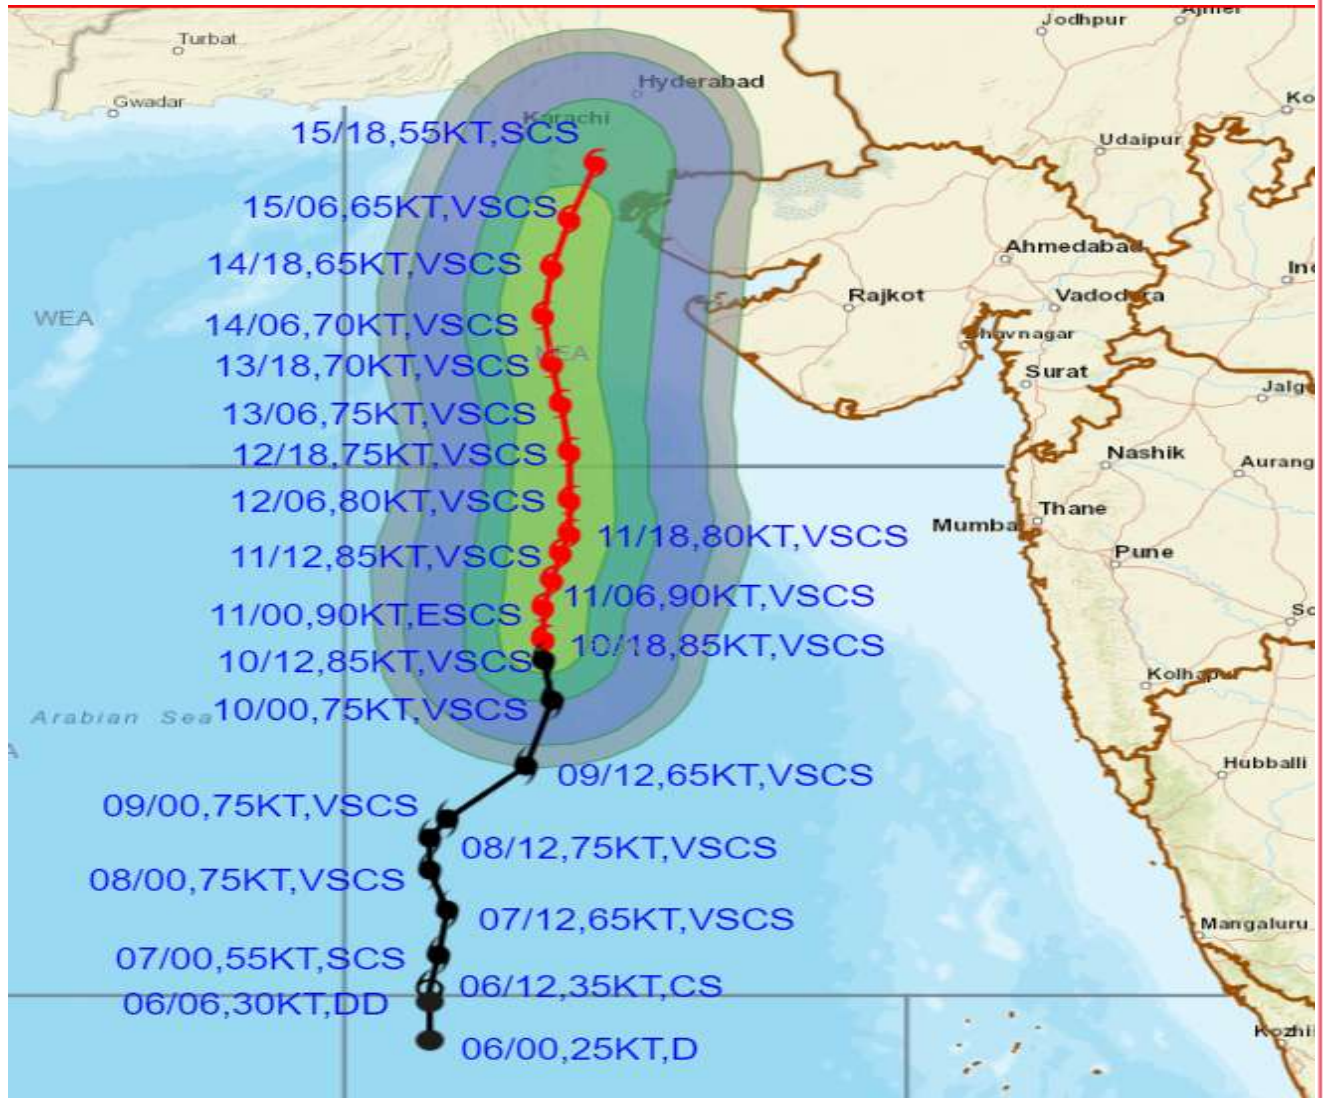 Ajmer
Jodhpur
Turbat
Hyderabad
Gwadar
Karachi
15/18,55KT,SCS
Udaipur
15/06,65KT,VSCS
Ahmedabad
14/18,65KT,VSCS
Rajkot
Vadodara
WEA
14/06,70KT,VSCS
Bhavnagar
NEA
13/18,70KT,VSCS
Surat
Jalg
13/06,75KT,VSCS
12/18,75KT,VSCS
Nashik
Aurang
12/06,80KT,VSCS
Thane
Mumba
11/18,80KT,VSCS
11/12,85KT,VSCS
Pune
11/06,90KT,VSCS
11/00,90KT,ESCS
10/18,85KT,VSCS
10/12,85KT,VSCS
Kolhapur
Arabian Sea
10/00,75KT,VSCS
Hubballi
09/12,65KT,VSCS
09/00,75KT,VSCS
08/12,75KT,VSCS
08/00,75KT,VSCS
07/12,65KT,VSCS
Mangaluru
07/00,55KT,SCS
06/12,35KT,CS
06/06,30KT,DD
Kozhi
06/00,25KT,D